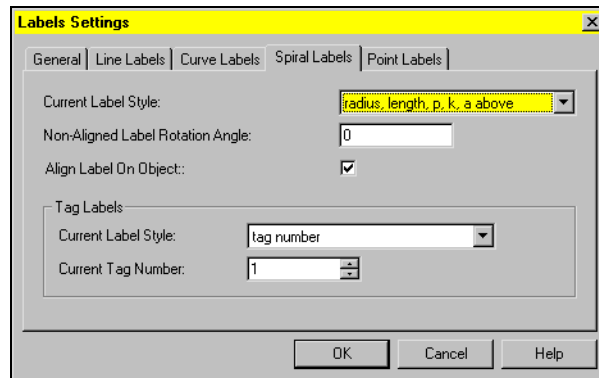 Labels Settings
General Line Labels Curve Labels Spiral Labels Point Labels
Current Label Style: radius, length, p, k, a above
Non-Aligned Label Rotation Angle: 0
Align Label On Object::
Tag Labels
Current Label Style: tag number
Current Tag Number: 1
OK Cancel Help